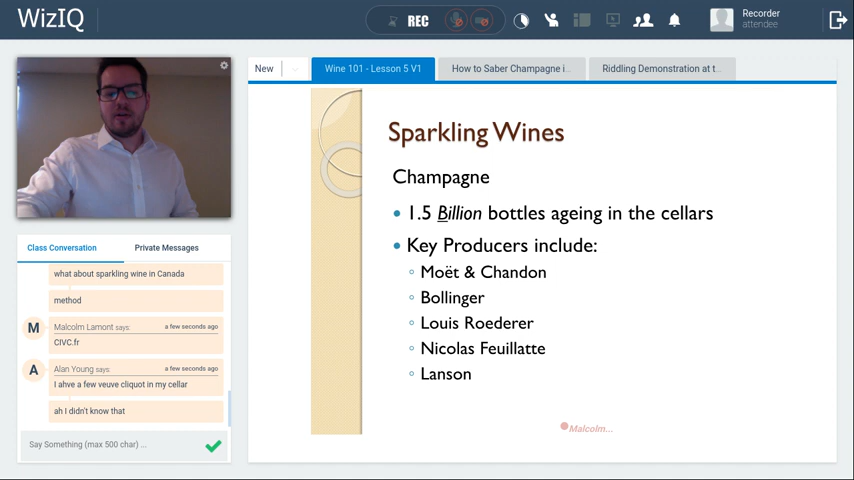 WizIQ
REC
Recorder
attendee
New
Wine 101 - Lesson 5 V1
How to Saber Champagne i...
Riddling Demonstration at t...
Class Conversation
Private Messages
what about sparkling wine in Canada
method
M
Malcolm Lamont says:
a few seconds ago
CIVC.fr
A
Alan Young says:
a few seconds ago
I ahve a few veuve cliquot in my cellar
ah I didn't know that
Say Something (max 500 char) ...
Sparkling Wines
Champagne
• 1.5 Billion bottles ageing in the cellars
• Key Producers include:
◦ Moët & Chandon
◦ Bollinger
◦ Louis Roederer
◦ Nicolas Feuillatte
◦ Lanson
Malcolm...